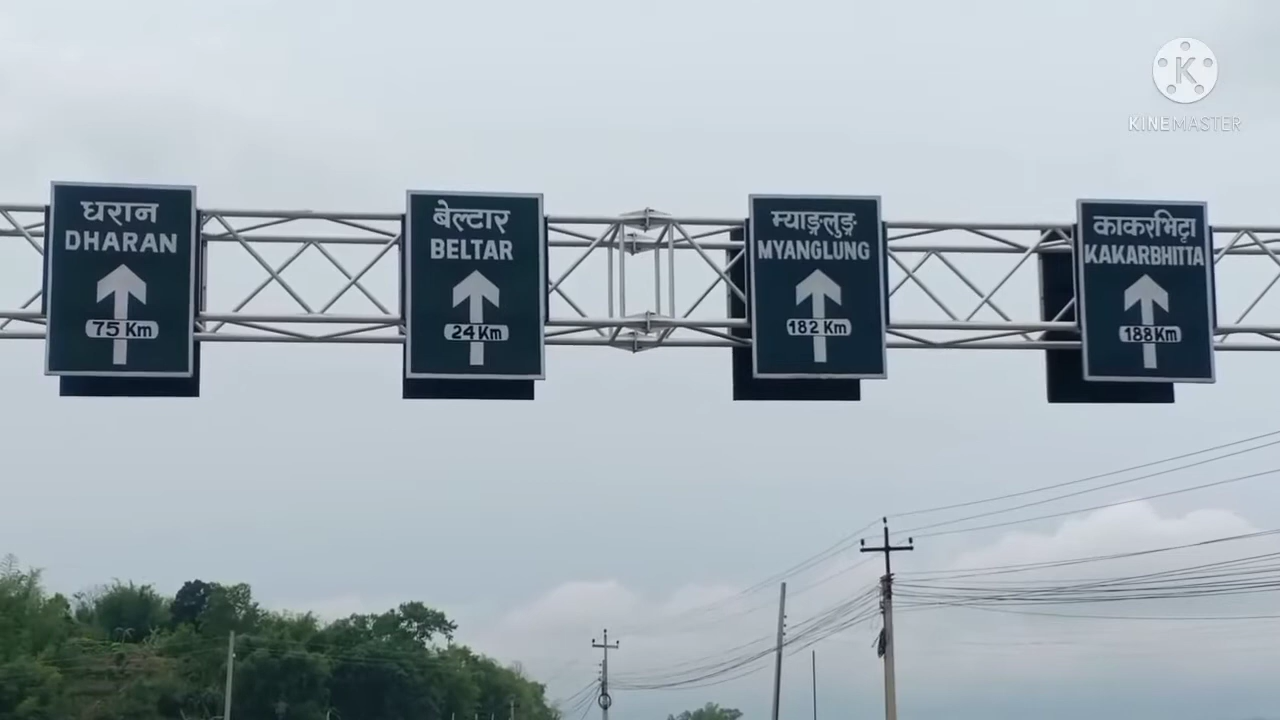 धरान
DHARAN
75 Km
बेल्टार
BELTAR
24 Km
म्याङ्लुङ्
MYANGLUNG
182 Km
काकरभिट्टा
KAKARBHITTA
188 Km
K
KINEMASTER